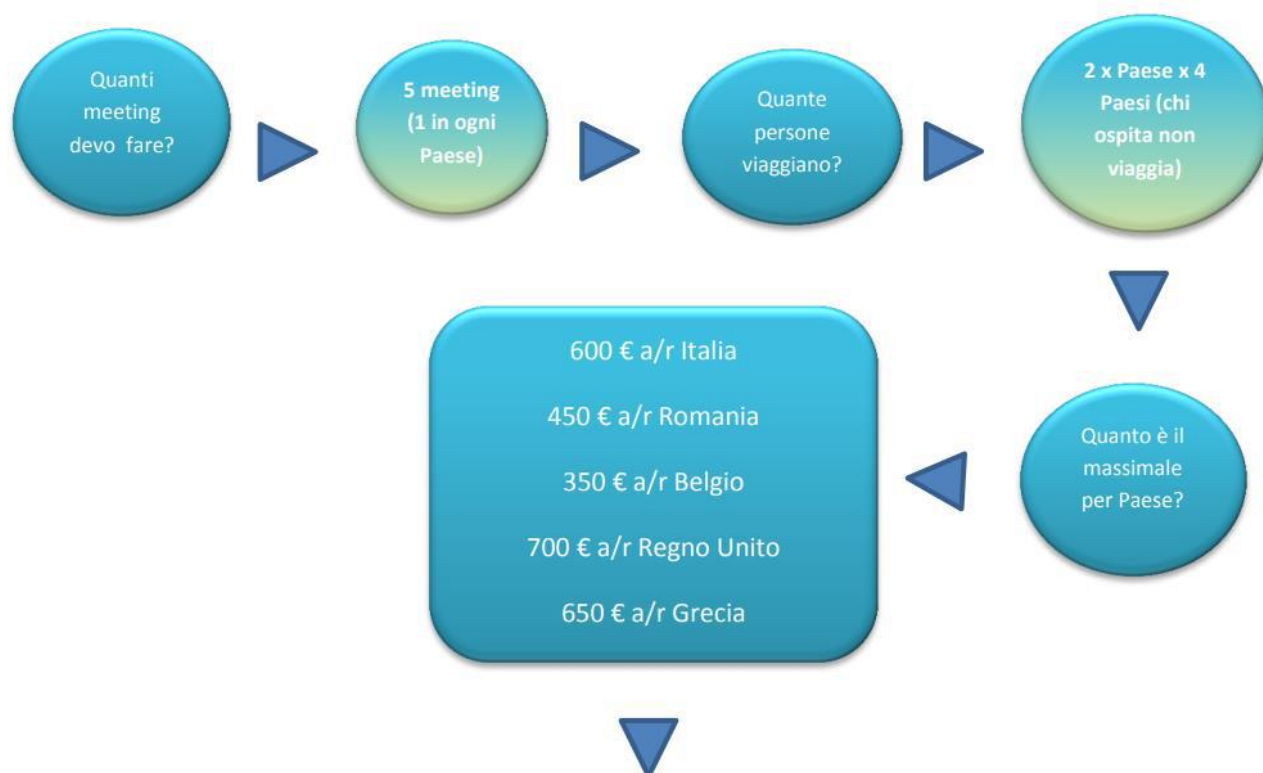 Quanti
meeting
devo fare?
5 meeting
(1 in ogni
Paese)
Quante
persone
viaggiano?
2 x Paese x 4
Paesi (chi
ospita non
viaggia)
Quanto è il
massimale
per Paese?
600 € a/r Italia
450 € a/r Romania
350 € a/r Belgio
700 € a/r Regno Unito
650 € a/r Grecia